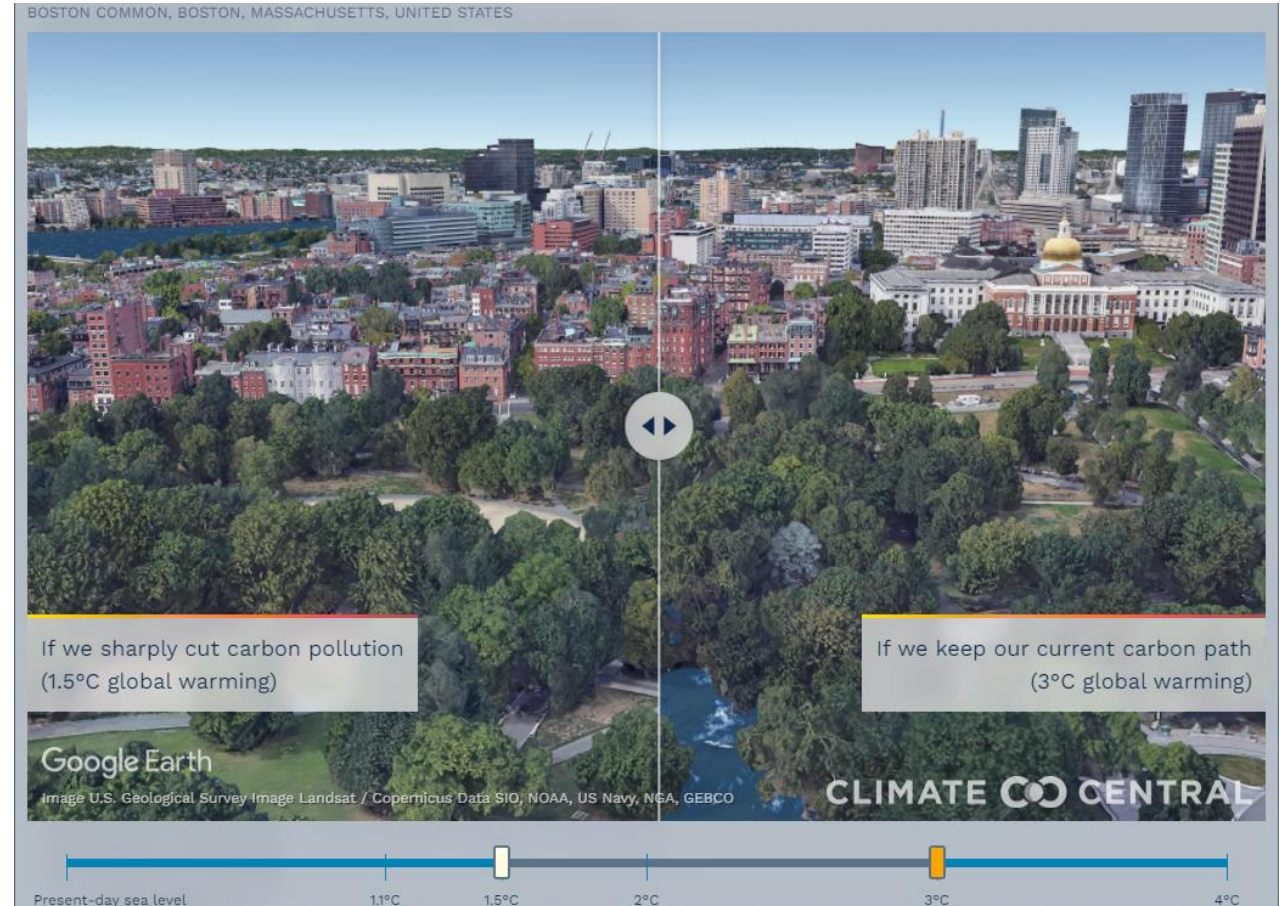 BOSTON COMMON, BOSTON, MASSACHUSETTS, UNITED STATES
If we sharply cut carbon pollution
(1.5°C global warming)
If we keep our current carbon path
(3°C global warming)
Google Earth
Image U.S. Geological Survey Image Landsat / Copernicus Data SIO, NOAA, US Navy, NGA, GEBCO
CLIMATE CENTRAL
Present-day sea level 1.1°C 1.5°C 2°C 3°C 4°C